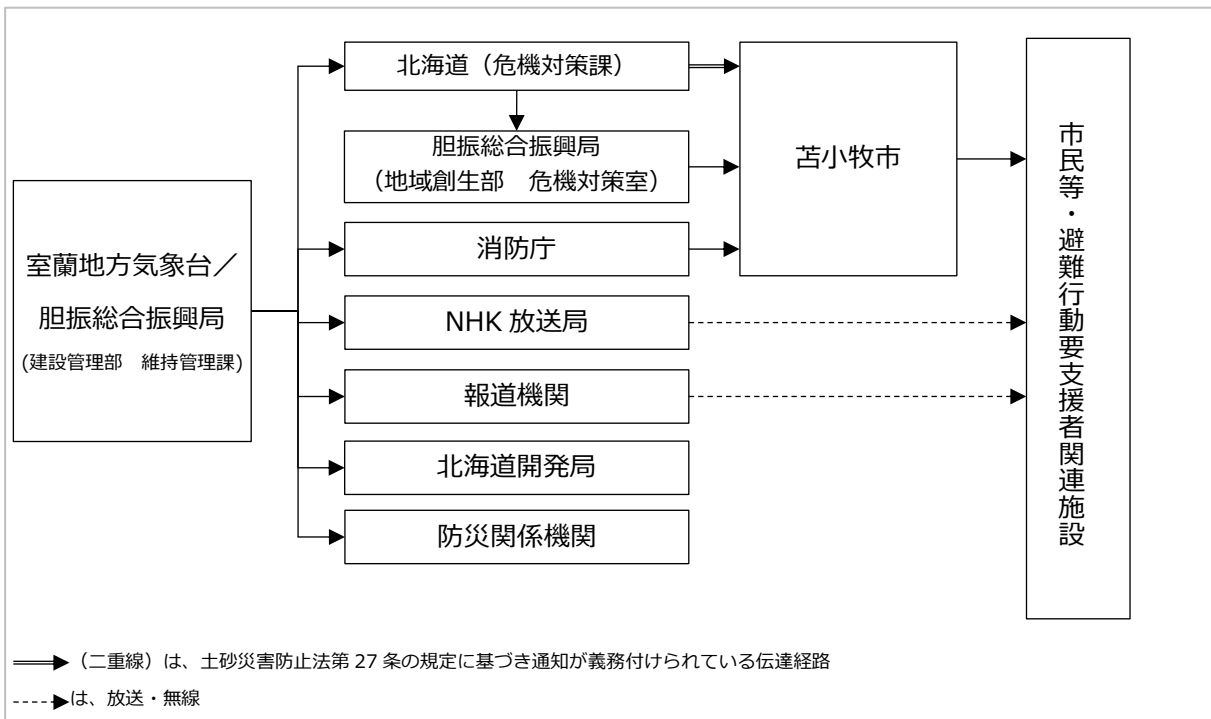 室蘭地方気象台／
胆振総合振興局
(建設管理部　維持管理課)
北海道（危機対策課）
胆振総合振興局
（地域創生部　危機対策室）
消防庁
NHK 放送局
報道機関
北海道開発局
防災関係機関
苫小牧市
市民等・避難行動要支援者関連施設
（二重線）は、土砂災害防止法第 27 条の規定に基づき通知が義務付けられている伝達経路
は、放送・無線